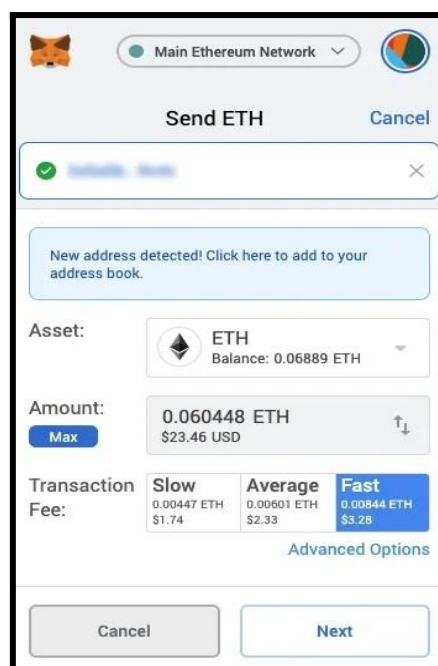 Main Ethereum Network
Send ETH
Cancel
New address detected! Click here to add to your
address book.
Asset:
ETH
Balance: 0.06889 ETH
Amount:
Max
0.060448 ETH
$23.46 USD
Transaction
Fee:
Slow
0.00447 ETH
$1.74
Average
0.00601 ETH
$2.33
Fast
0.00844 ETH
$3.28
Advanced Options
Cancel
Next